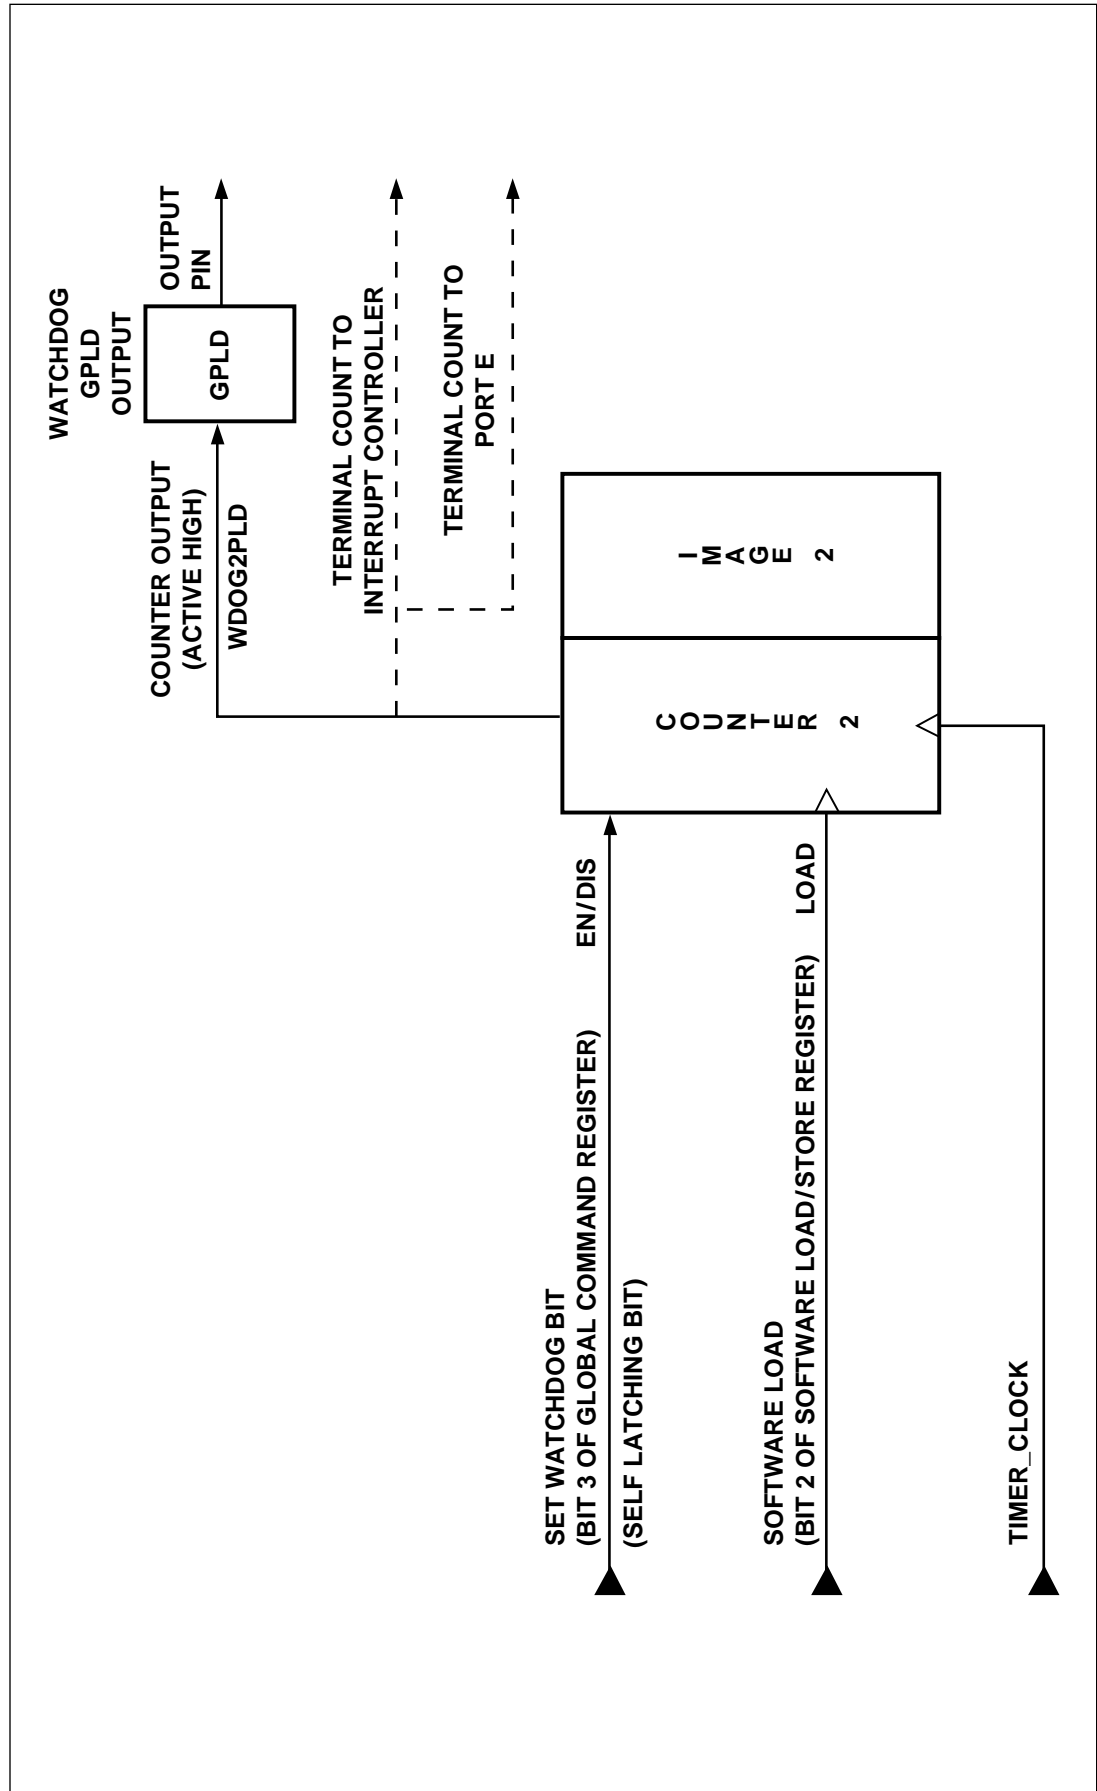 WATCHDOG
GPLD
OUTPUT
GPLD
OUTPUT
PIN
COUNTER OUTPUT
(ACTIVE HIGH)
WDOG2PLD
TERMINAL COUNT TO
INTERRUPT CONTROLLER
TERMINAL COUNT TO
PORT E
SET WATCHDOG BIT
(BIT 3 OF GLOBAL COMMAND REGISTER)
(SELF LATCHING BIT)
EN/DIS
COUNTER 2
IMAGE 2
SOFTWARE LOAD
(BIT 2 OF SOFTWARE LOAD/STORE REGISTER)
LOAD
TIMER_CLOCK